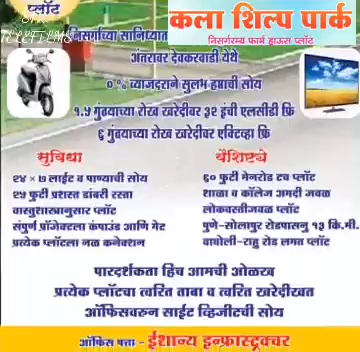 प्लॉट
कला शिल्प पार्क
निसर्गाच्या सानिध्यात
निसर्गरम्य फार्म हाऊस प्लॉट
अंतरावर देवकरवाडी येथे
० % व्याजदराने सुलभ हप्ताची सोय
१.५ गुंठ्याच्या रोख खरेदीवर ३२ इंची एलसीडी फ्रि
६ गुंठ्याच्या रोख खरेदीवर एक्टिव्हा फ्रि
सुविधा
२४ × ७ लाईट व पाण्याची सोय
२५ फुटी प्रशस्त डांबरी रस्ता
वास्तुशास्त्रानुसार प्लॉट
संपुर्ण प्रॉजेक्टला कंपाउंड आणि गेट
प्रत्येक प्लॉटला नळ कनेक्शन
वैशिष्ट्ये
६० फुटी मेनरोड टच प्लॉट
शाळा व कॉलेज अगदी जवळ
लोकवस्तीजवळ प्लॉट
पुणे-सोलापुर रोडपासनु १३ कि.मी.
वाघोली-राहु रोड लगत प्लॉट
पारदर्शकता हिच आमची ओळख
प्रत्येक प्लॉटचा त्वरित ताबा व त्वरित खरेदीखत
ऑफिसवरुन साईट व्हिजीटची सोय
ऑफिस पत्ता - ईशान्य इन्फ्रास्ट्रक्चर